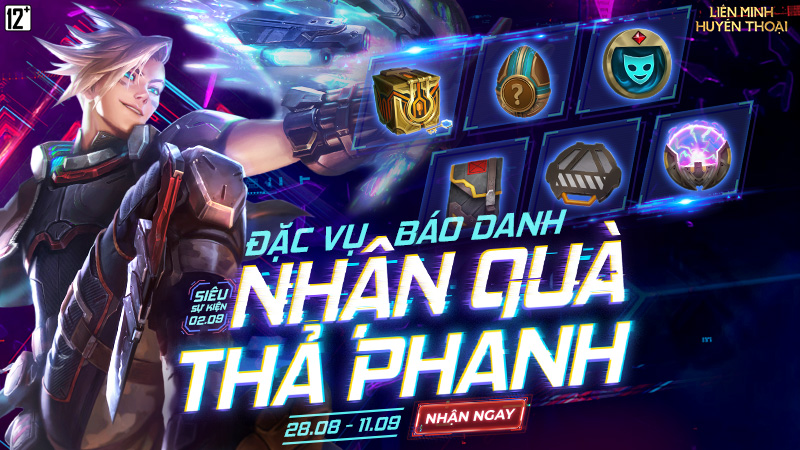 12+
LIÊN MINH
HUYỀN THOẠI
?
ĐẶC VỤ BÁO DANH
SIÊU
SỰ KIỆN
02.09
NHẬN QUÀ
THẢ PHANH
28.08 - 11.09
NHẬN NGAY